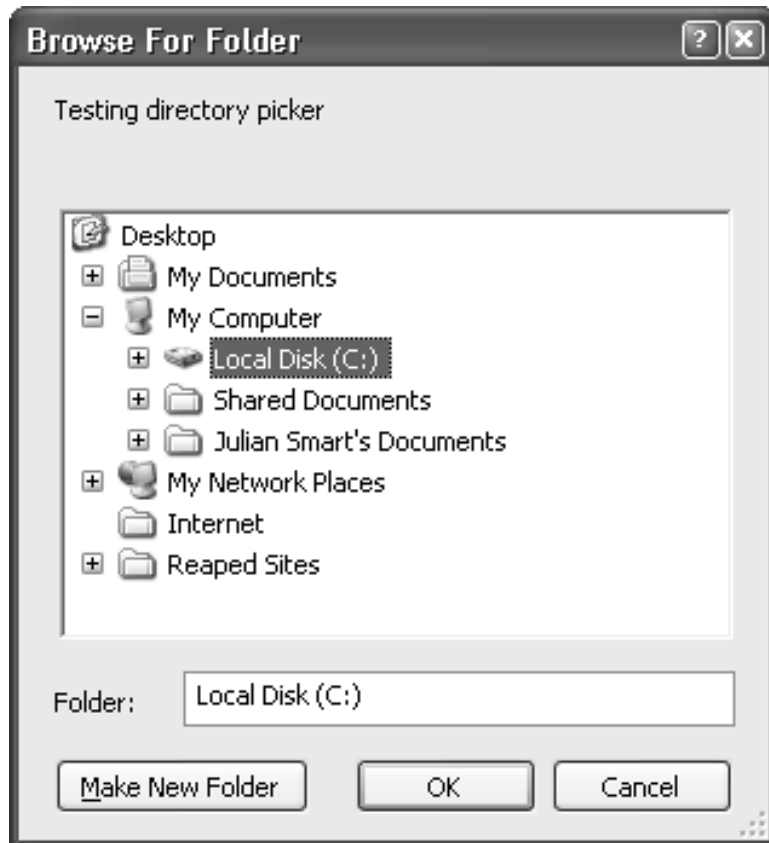 Browse For Folder
Testing directory picker
Desktop
My Documents
My Computer
Local Disk (C:)
Shared Documents
Julian Smart's Documents
My Network Places
Internet
Reaped Sites
Folder: Local Disk (C:)
Make New Folder OK Cancel